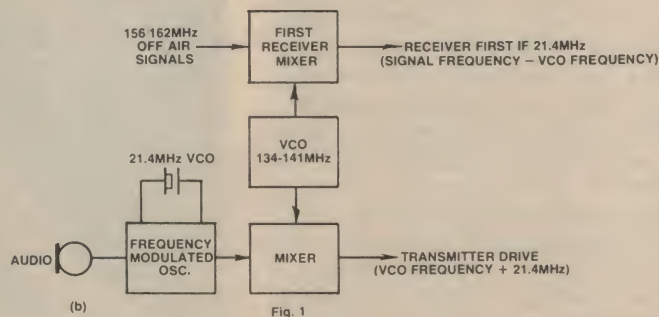 156 162MHz
OFF AIR
SIGNALS
FIRST
RECEIVER
MIXER
RECEIVER FIRST IF 21.4MHz
(SIGNAL FREQUENCY – VCO FREQUENCY)
VCO
134-141MHz
21.4MHz VCO
AUDIO
FREQUENCY
MODULATED
OSC.
MIXER
TRANSMITTER DRIVE
(VCO FREQUENCY + 21.4MHz)
(b)
Fig. 1